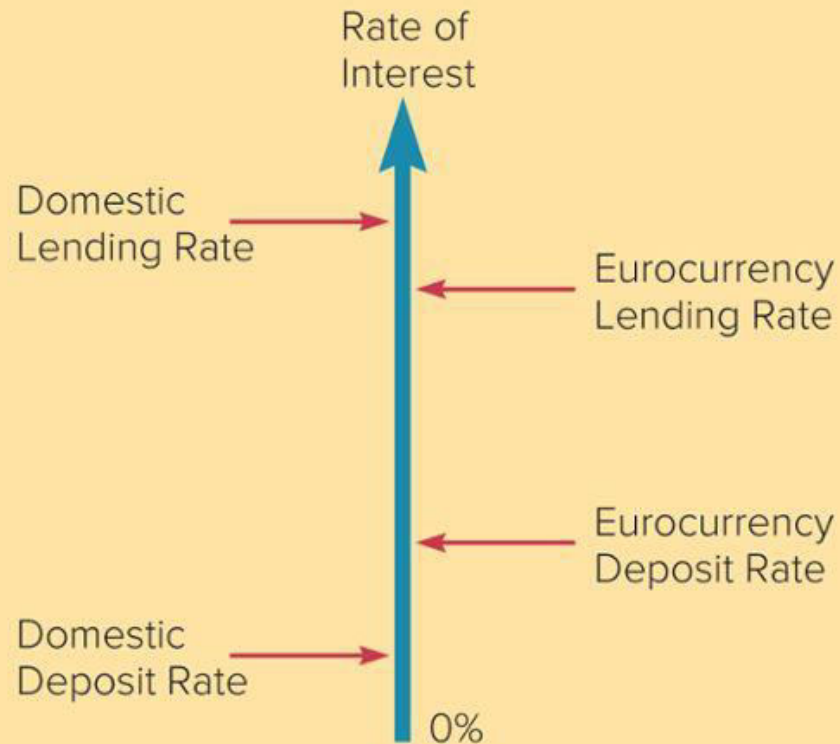 Rate of
Interest
Domestic
Lending Rate
Eurocurrency
Lending Rate
Eurocurrency
Deposit Rate
Domestic
Deposit Rate
0%